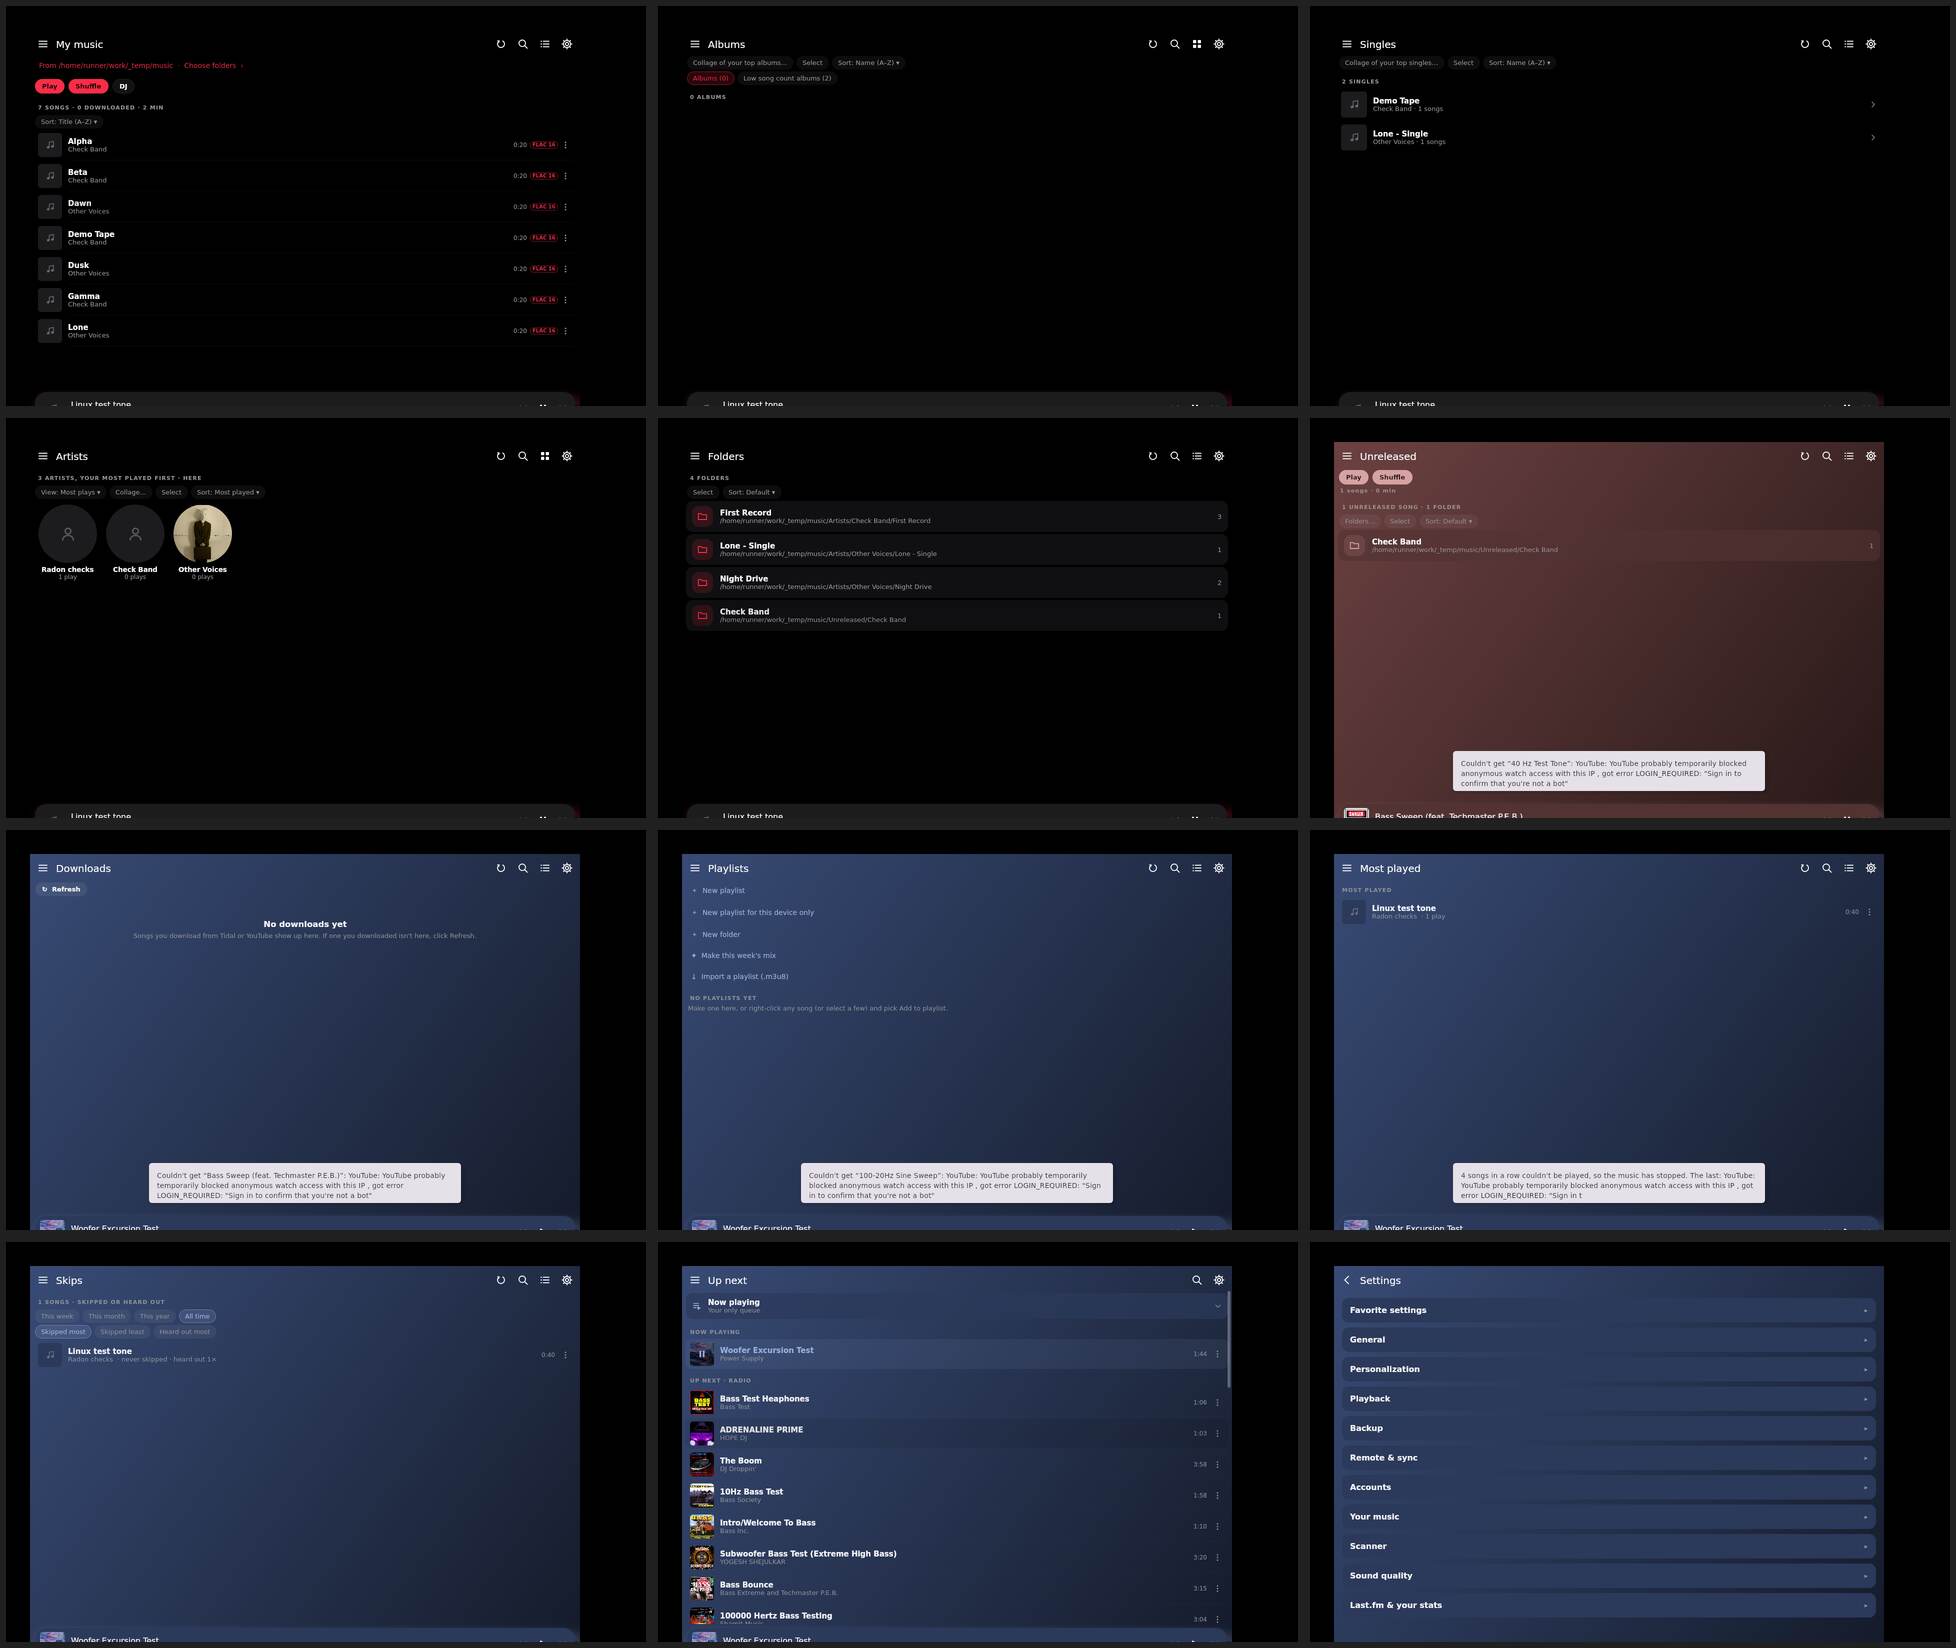 My music
From /home/runner/work/_temp/music · Choose folders ›
Play Shuffle DJ
7 SONGS · 0 DOWNLOADED · 2 MIN
Sort: Title (A–Z) ▾
Alpha
Check Band
0:20 FLAC 16
Beta
Check Band
0:20 FLAC 16
Dawn
Other Voices
0:20 FLAC 16
Demo Tape
Check Band
0:20 FLAC 16
Dusk
Other Voices
0:20 FLAC 16
Gamma
Check Band
0:20 FLAC 16
Lone
Other Voices
0:20 FLAC 16
Linux test tone
Albums
Collage of your top albums... Select Sort: Name (A–Z) ▾
Albums (0) Low song count albums (2)
0 ALBUMS
Linux test tone
Singles
Collage of your top singles... Select Sort: Name (A–Z) ▾
2 SINGLES
Demo Tape
Check Band · 1 songs
Lone - Single
Other Voices · 1 songs
Linux test tone
Artists
3 ARTISTS, YOUR MOST PLAYED FIRST · HERE
View: Most plays ▾ Collage... Select Sort: Most played ▾
Radon checks Check Band Other Voices
1 play 0 plays 0 plays
Linux test tone
Folders
4 FOLDERS
Select Sort: Default ▾
First Record
/home/runner/work/_temp/music/Artists/Check Band/First Record
3
Lone - Single
/home/runner/work/_temp/music/Artists/Other Voices/Lone - Single
1
Night Drive
/home/runner/work/_temp/music/Artists/Other Voices/Night Drive
2
Check Band
/home/runner/work/_temp/music/Unreleased/Check Band
1
Linux test tone
Unreleased
Play Shuffle
1 songs · 0 min
1 UNRELEASED SONG · 1 FOLDER
Folders... Select Sort: Default ▾
Check Band
/home/runner/work/_temp/music/Unreleased/Check Band
1
Couldn't get "40 Hz Test Tone": YouTube: YouTube probably temporarily blocked
anonymous watch access with this IP , got error LOGIN_REQUIRED: "Sign in to
confirm that you're not a bot"
Bass Sweep (feat. Techmaster P.E.B.)
Downloads
↻ Refresh
No downloads yet
Songs you download from Tidal or YouTube show up here. If one you downloaded isn't here, click Refresh.
Couldn't get "Bass Sweep (feat. Techmaster P.E.B.)": YouTube: YouTube probably
temporarily blocked anonymous watch access with this IP , got error
LOGIN_REQUIRED: "Sign in to confirm that you're not a bot"
Woofer Excursion Test
Playlists
+ New playlist
+ New playlist for this device only
+ New folder
✦ Make this week's mix
↓ Import a playlist (.m3u8)
NO PLAYLISTS YET
Make one here, or right-click any song (or select a few) and pick Add to playlist.
Couldn't get "100-20Hz Sine Sweep": YouTube: YouTube probably temporarily
blocked anonymous watch access with this IP , got error LOGIN_REQUIRED: "Sign
in to confirm that you're not a bot"
Woofer Excursion Test
Most played
MOST PLAYED
Linux test tone
Radon checks · 1 play
0:40
4 songs in a row couldn't be played, so the music has stopped. The last: YouTube:
YouTube probably temporarily blocked anonymous watch access with this IP , got
error LOGIN_REQUIRED: "Sign in t
Woofer Excursion Test
Skips
1 SONGS · SKIPPED OR HEARD OUT
This week This month This year All time
Skipped most Skipped least Heard out most
Linux test tone
Radon checks · never skipped · heard out 1×
0:40
Woofer Excursion Test
Up next
Now playing
Your only queue
NOW PLAYING
Woofer Excursion Test
Power Supply
1:44
UP NEXT · RADIO
Bass Test Heaphones
Bass Test
1:06
ADRENALINE PRIME
HOPE DJ
1:03
The Boom
DJ Droppin'
3:58
10Hz Bass Test
Bass Society
1:58
Intro/Welcome To Bass
Bass Inc.
1:10
Subwoofer Bass Test (Extreme High Bass)
YOGESH SHEJULKAR
3:20
Bass Bounce
Bass Extreme and Techmaster P.E.B.
3:15
100000 Hertz Bass Testing
3:04
Woofer Excursion Test
Settings
Favorite settings
General
Personalization
Playback
Backup
Remote & sync
Accounts
Your music
Scanner
Sound quality
Last.fm & your stats